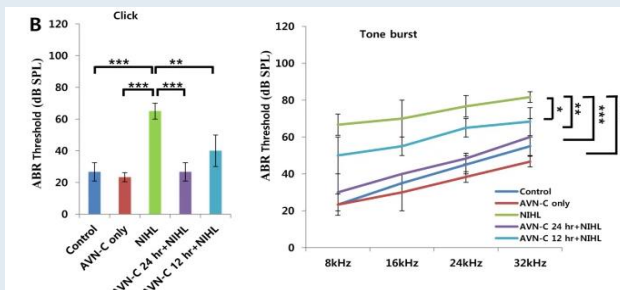 B
Click
ABR Threshold (dB SPL)
120
100
80
60
40
20
0
***
**
***
***
Control
AVN-C only
NIHL
AVN-C 24 hr+NIHL
AVN-C 12 hr+NIHL
Tone burst
ABR Threshold (dB SPL)
120
100
80
60
40
20
0
8kHz
16kHz
24kHz
32kHz
*
**
***
Control
AVN-C only
NIHL
AVN-C 24 hr+NIHL
AVN-C 12 hr+NIHL